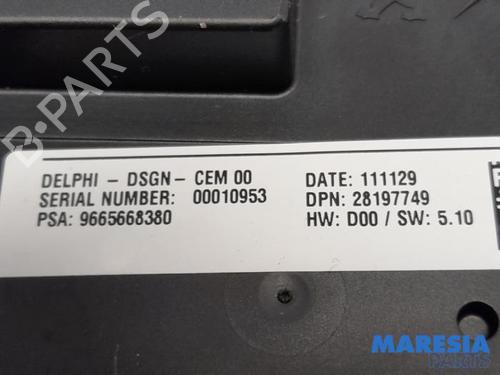 DELPHI - DSGN - CEM 00
SERIAL NUMBER: 00010953
PSA: 9665668380
DATE: 111129
DPN: 28197749
HW: D00 / SW: 5.10
B-PARTS
MARESIA
PARTS